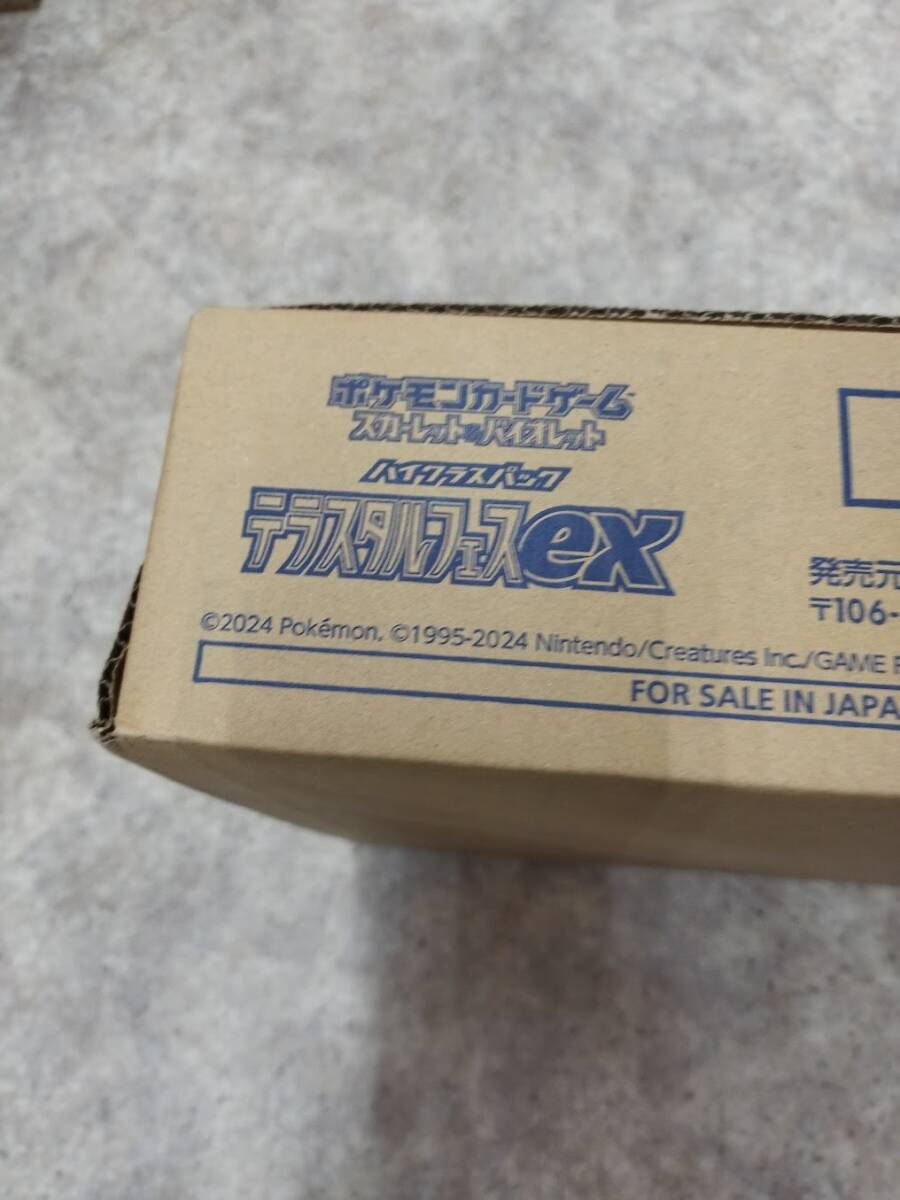 ポケモンカードゲーム™
スカーレット&バイオレット
ハイクラスパック
テラスタルフェスex
発売元
〒106-
©2024 Pokémon. ©1995-2024 Nintendo/Creatures Inc./GAME F
FOR SALE IN JAPA